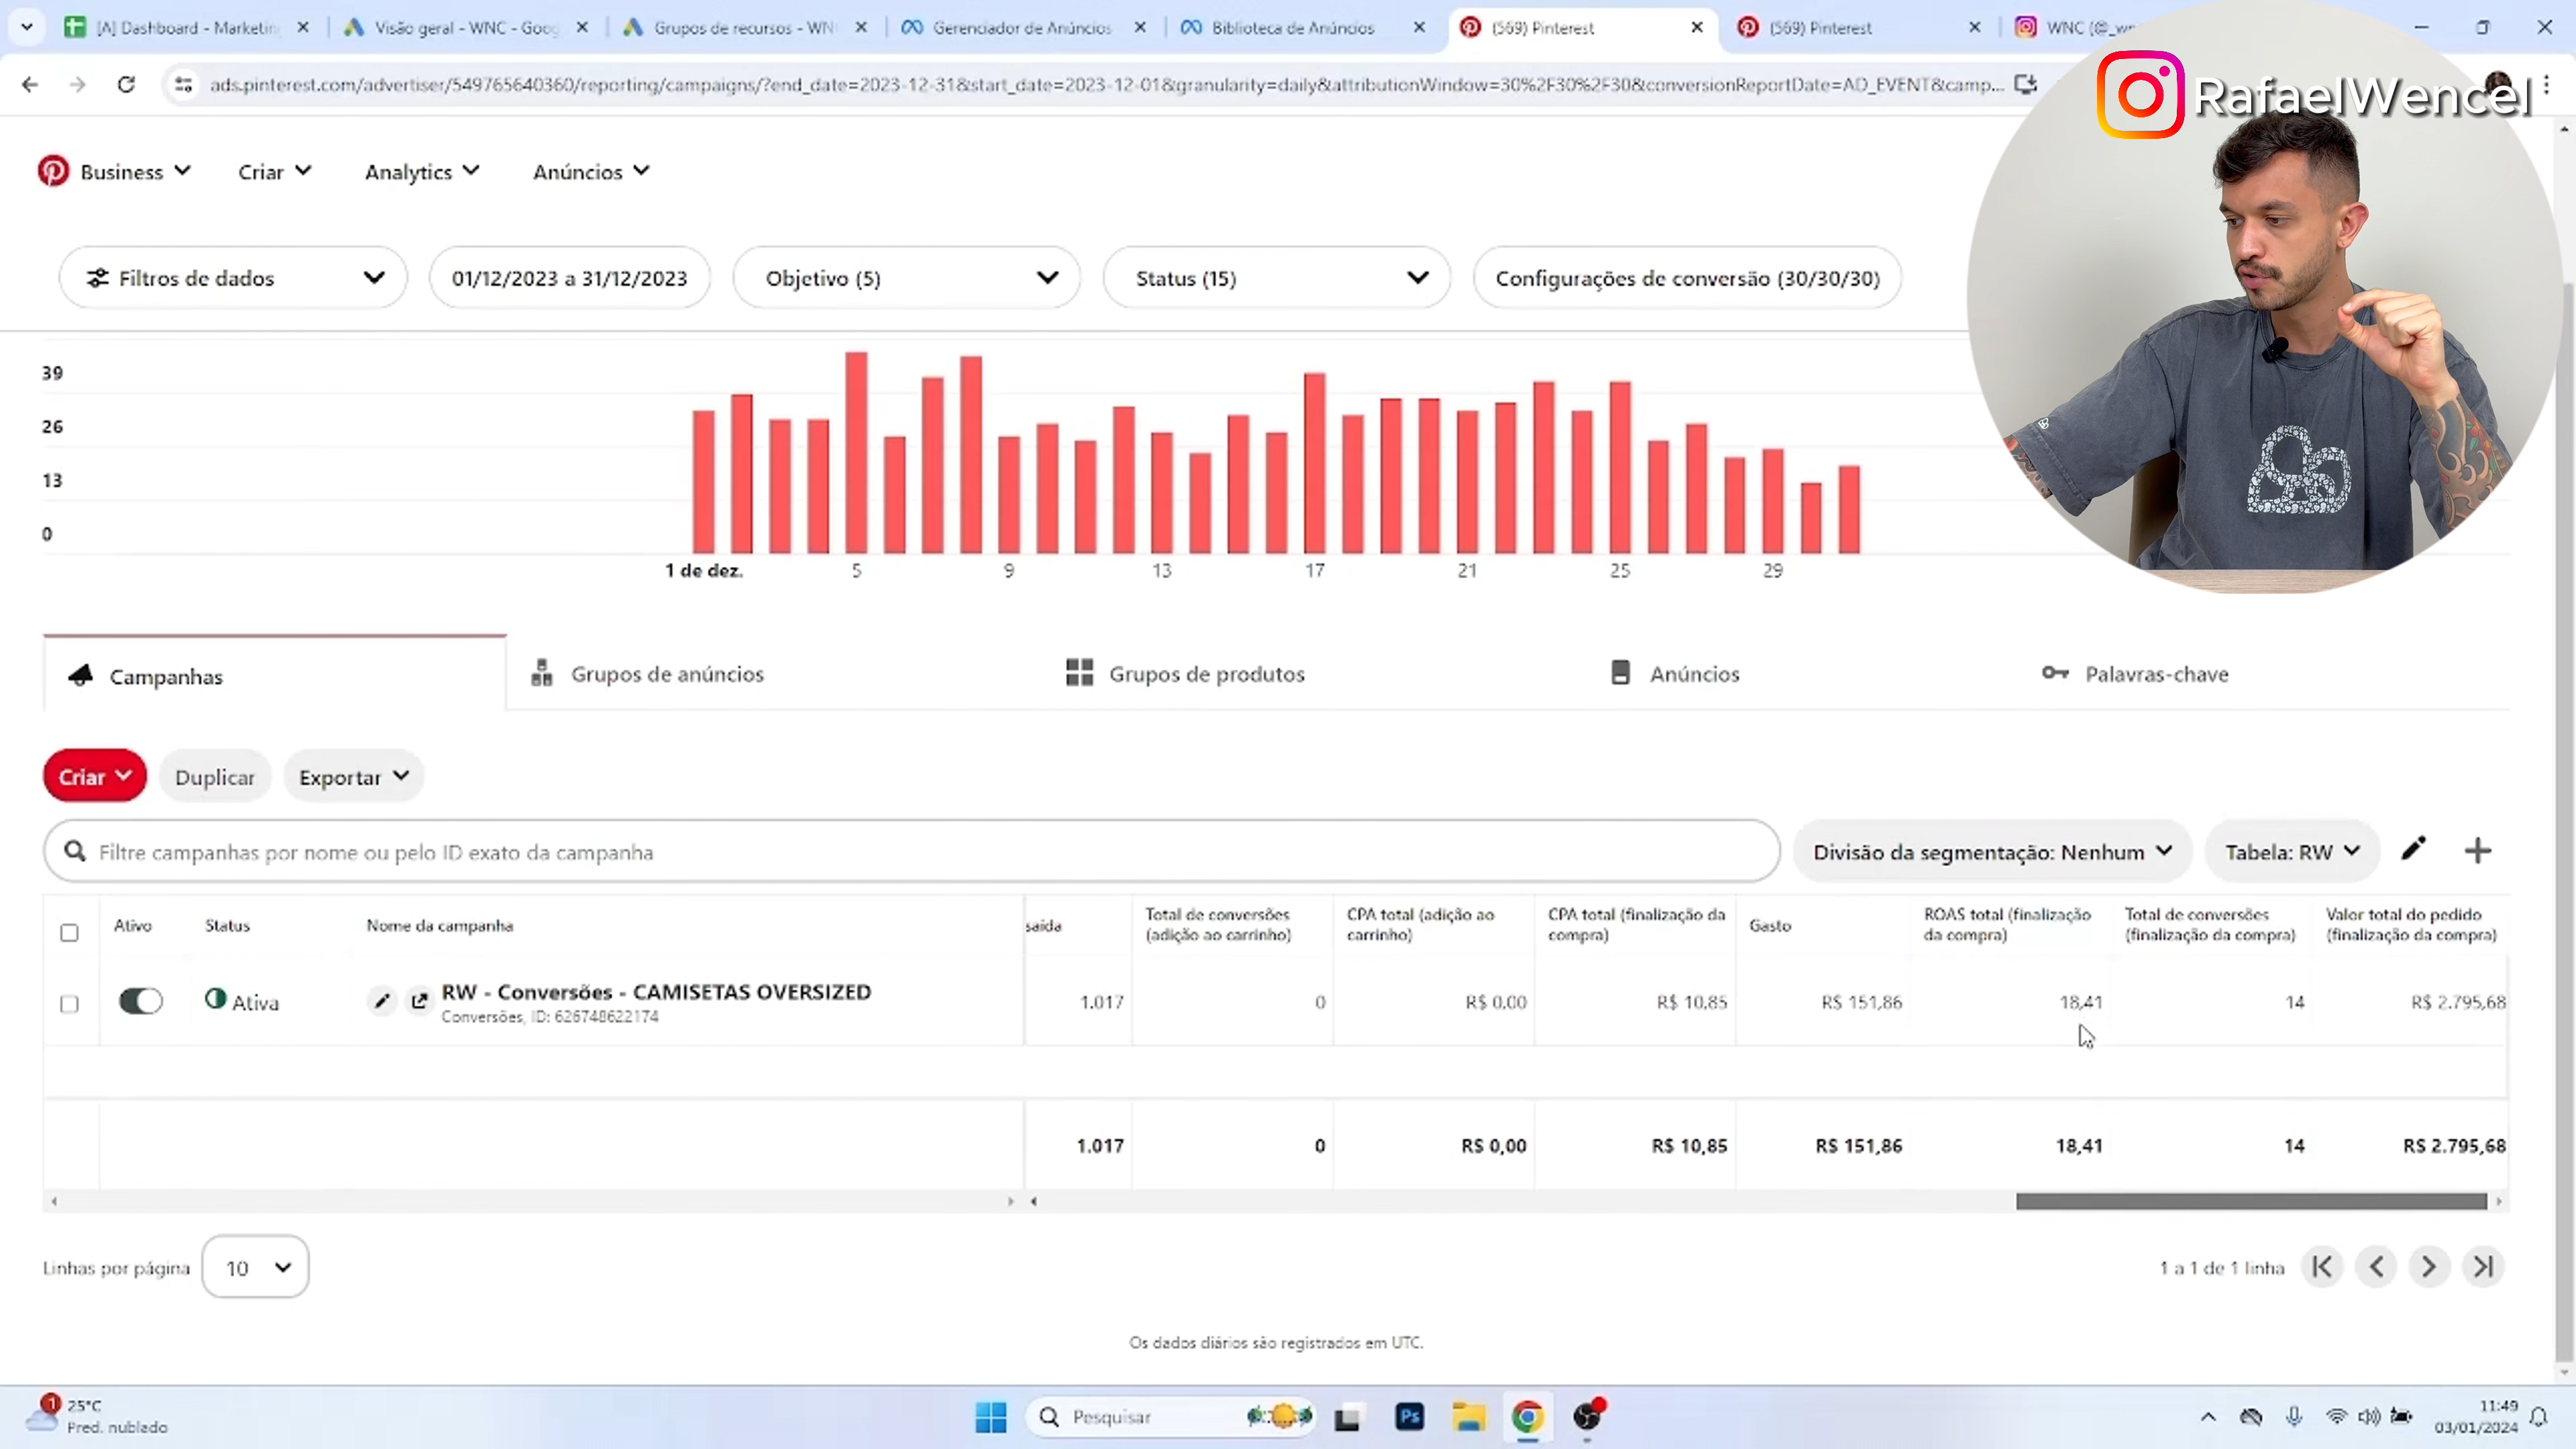 [A] Dashboard - Marketin
Visão geral - WNC - Goog
Grupos de recursos - WN
Gerenciador de Anúncios
Biblioteca de Anúncios
(569) Pinterest
(569) Pinterest
WNC (@_w
ads.pinterest.com/advertiser/549765640360/reporting/campaigns/?end_date=2023-12-31&start_date=2023-12-01&granularity=daily&attributionWindow=30%2F30%2F30&conversionReportDate=AD_EVENT&camp...
RafaelWencel
Business
Criar
Analytics
Anúncios
Filtros de dados
01/12/2023 a 31/12/2023
Objetivo (5)
Status (15)
Configurações de conversão (30/30/30)
39
26
13
0
1 de dez.
5
9
13
17
21
25
29
Campanhas
Grupos de anúncios
Grupos de produtos
Anúncios
Palavras-chave
Criar
Duplicar
Exportar
Filtre campanhas por nome ou pelo ID exato da campanha
Divisão da segmentação: Nenhum
Tabela: RW
Ativo
Status
Nome da campanha
saída
Total de conversões
(adição ao carrinho)
CPA total (adição ao
carrinho)
CPA total (finalização da
compra)
Gasto
ROAS total (finalização
da compra)
Total de conversões
(finalização da compra)
Valor total do pedido
(finalização da compra)
Ativa
RW - Conversões - CAMISETAS OVERSIZED
Conversões, ID: 626748622174
1.017
0
R$ 0,00
R$ 10,85
R$ 151,86
18,41
14
R$ 2.795,68
1.017
0
R$ 0,00
R$ 10,85
R$ 151,86
18,41
14
R$ 2.795,68
Linhas por página
10
1 a 1 de 1 linha
Os dados diários são registrados em UTC.
1
25°C
Pred. nublado
Pesquisar
Ps
11:49
03/01/2024